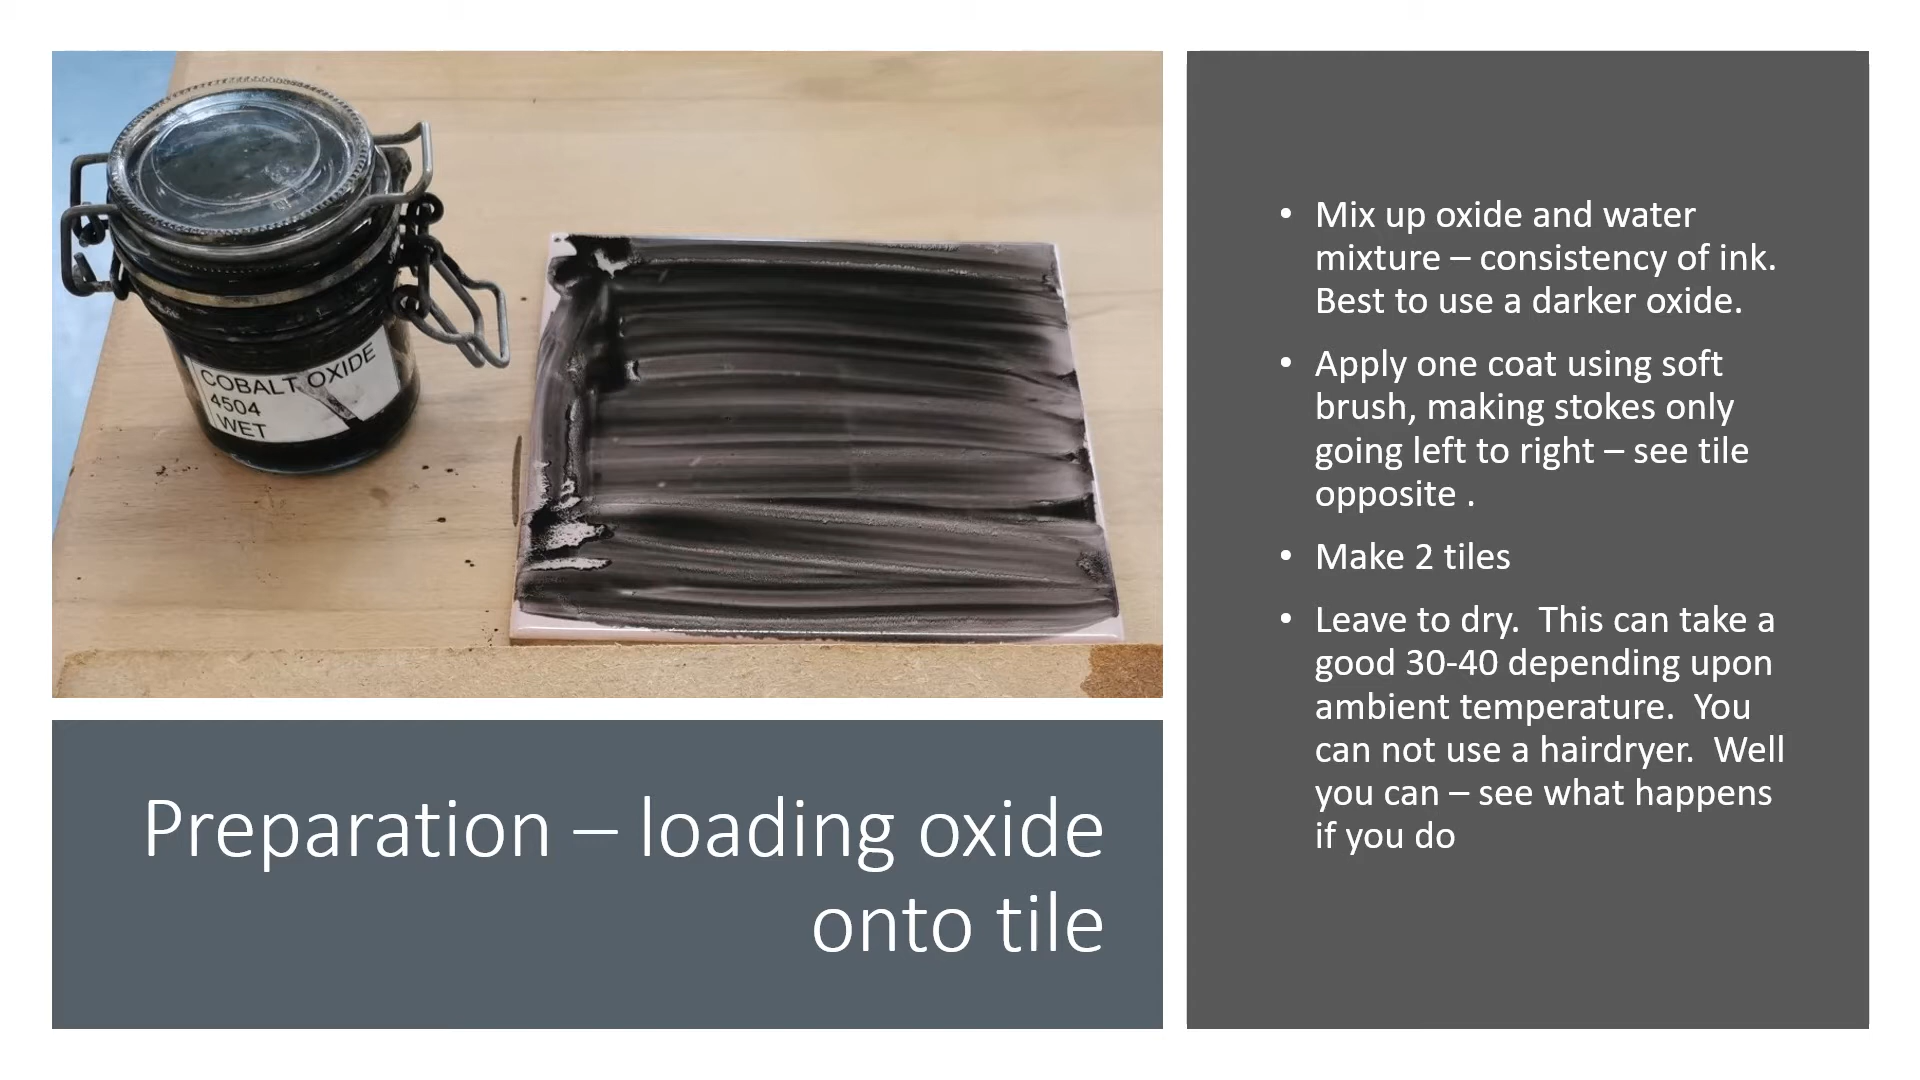 COBALT OXIDE
4504
WET
Preparation – loading oxide
onto tile
• Mix up oxide and water
mixture – consistency of ink.
Best to use a darker oxide.
• Apply one coat using soft
brush, making stokes only
going left to right – see tile
opposite .
• Make 2 tiles
• Leave to dry.  This can take a
good 30-40 depending upon
ambient temperature.  You
can not use a hairdryer.  Well
you can – see what happens
if you do